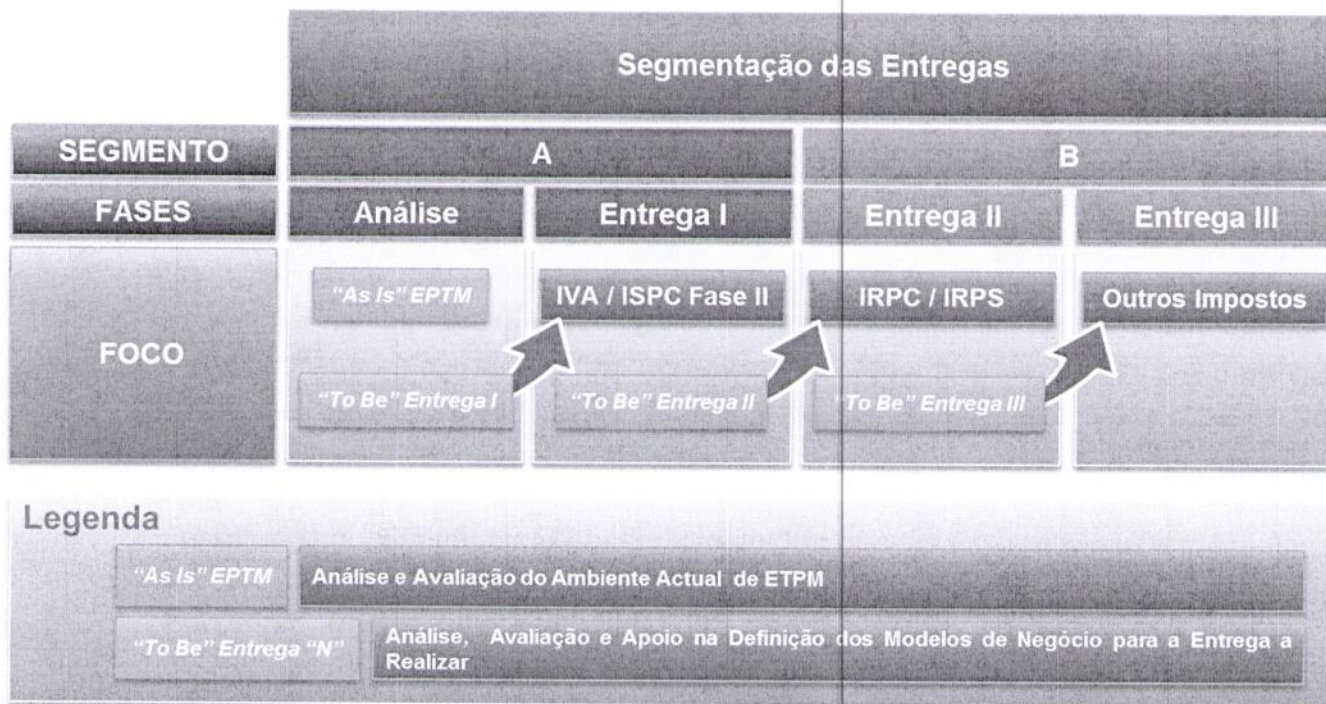 Segmentação das Entregas
SEGMENTO A B
FASES Análise Entrega I Entrega II Entrega III
FOCO
"As Is" EPTM IVA / ISPC Fase II IRPC / IRPS Outros Impostos
"To Be" Entrega I "To Be" Entrega II "To Be" Entrega III
Legenda
"As Is" EPTM Análise e Avaliação do Ambiente Actual de ETPM
"To Be" Entrega "N" Análise, Avaliação e Apoio na Definição dos Modelos de Negócio para a Entrega a
Realizar